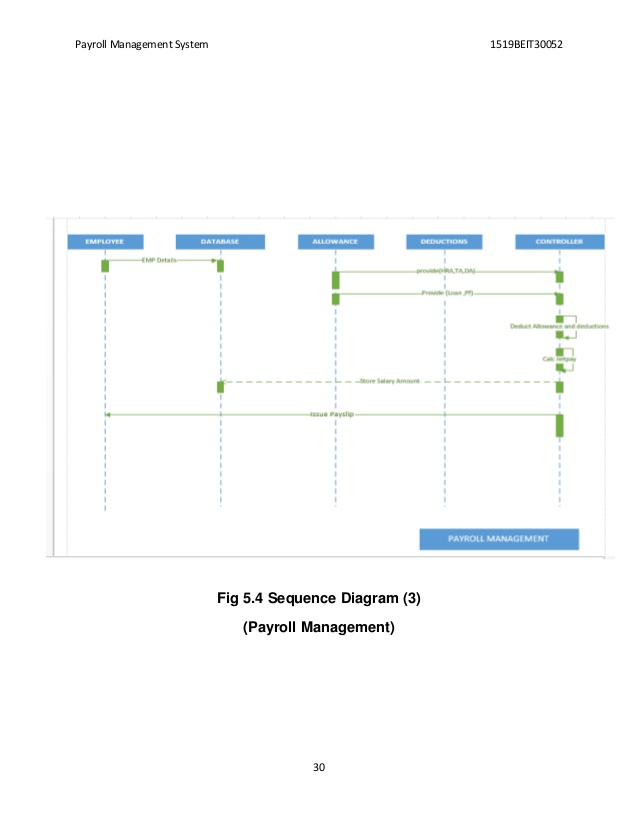 Payroll Management System 1519BEIT30052
EMPLOYEE DATABASE ALLOWANCE DEDUCTIONS CONTROLLER
EMP Details
provide(HRA,TA,DA)
Provide (Loan ,PF)
Deduct Allowance and deductions
Calc netpay
Store Salary Amount
Issue Payslip
PAYROLL MANAGEMENT
Fig 5.4 Sequence Diagram (3)
(Payroll Management)
30